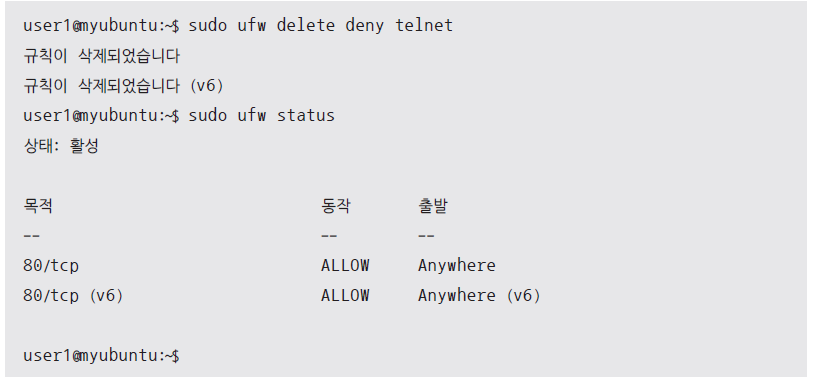 user1@myubuntu:~$ sudo ufw delete deny telnet
규칙이 삭제되었습니다
규칙이 삭제되었습니다 (v6)
user1@myubuntu:~$ sudo ufw status
상태: 활성
목적 동작 출발
-- -- --
80/tcp ALLOW Anywhere
80/tcp (v6) ALLOW Anywhere (v6)
user1@myubuntu:~$